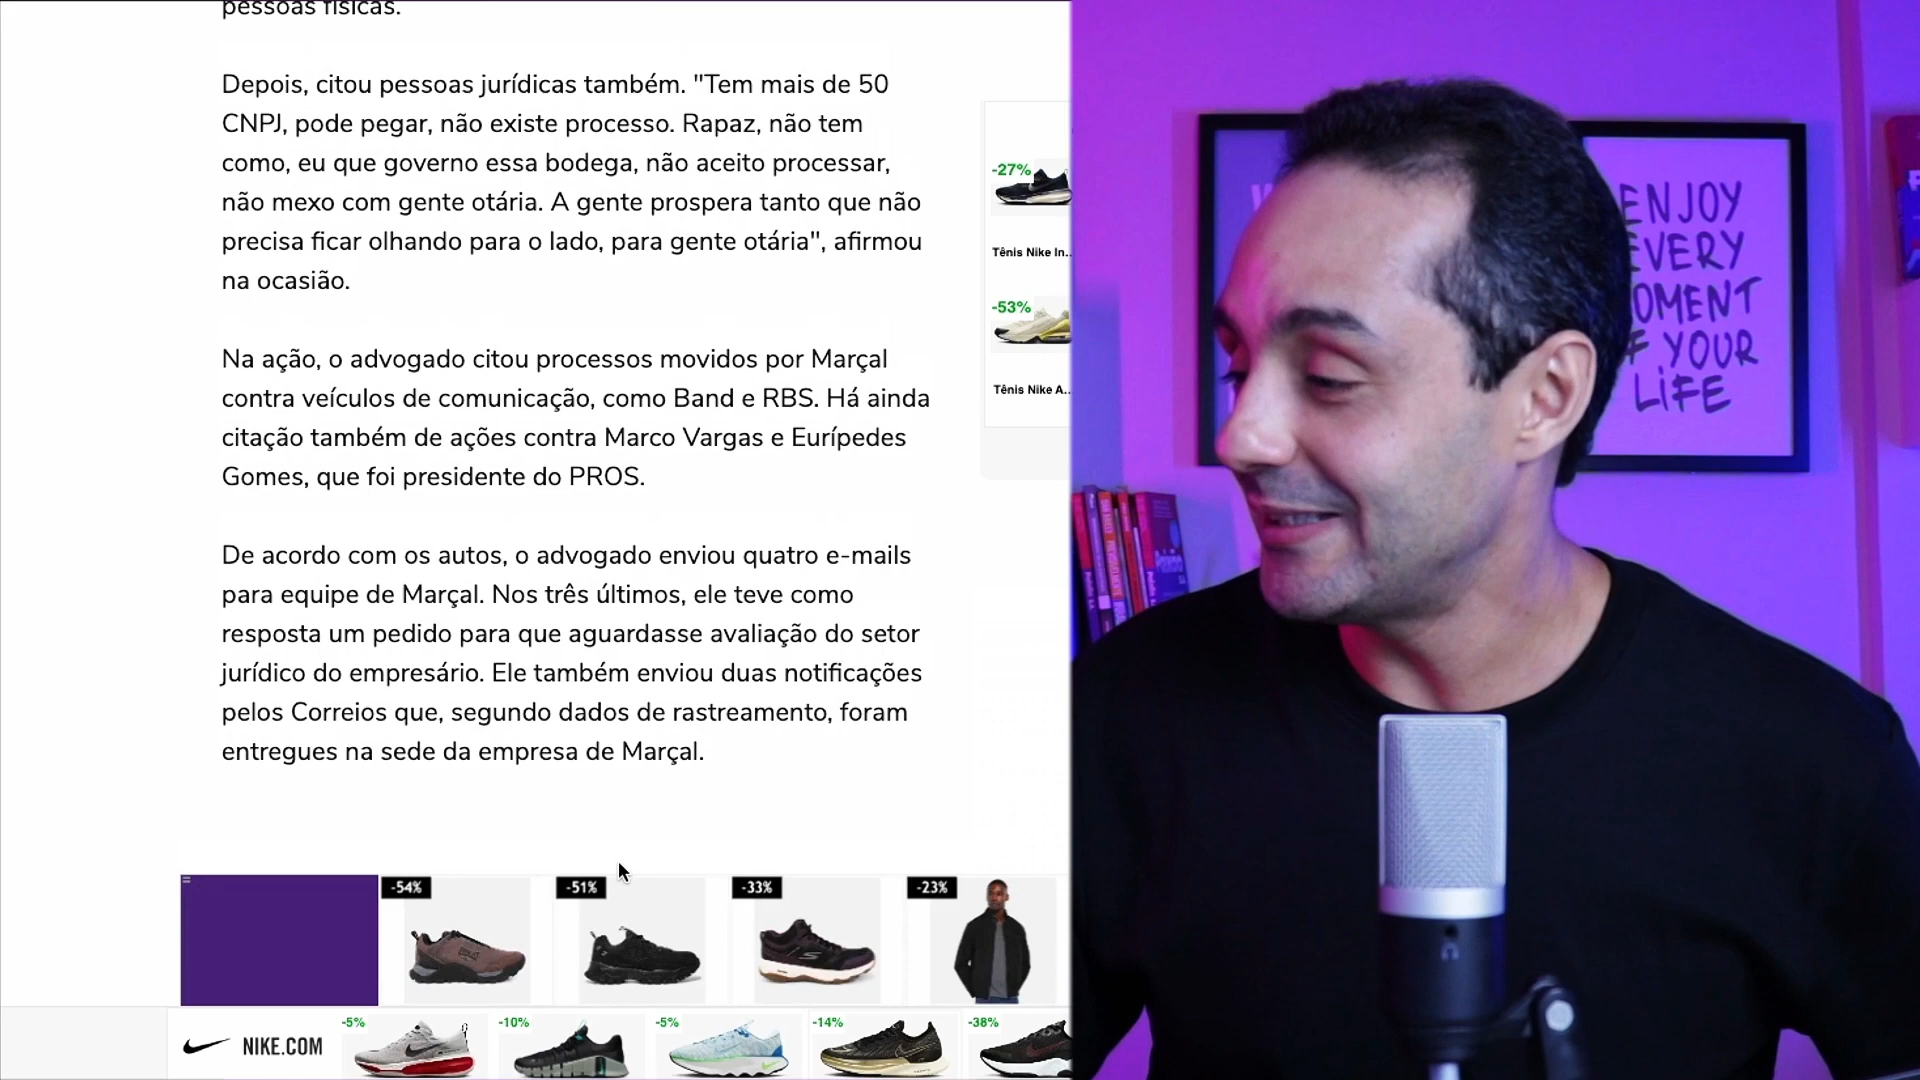 pessoas físicas.
Depois, citou pessoas jurídicas também. "Tem mais de 50
CNPJ, pode pegar, não existe processo. Rapaz, não tem
como, eu que governo essa bodega, não aceito processar,
não mexo com gente otária. A gente prospera tanto que não
precisa ficar olhando para o lado, para gente otária", afirmou
na ocasião.
Na ação, o advogado citou processos movidos por Marçal
contra veículos de comunicação, como Band e RBS. Há ainda
citação também de ações contra Marco Vargas e Eurípedes
Gomes, que foi presidente do PROS.
De acordo com os autos, o advogado enviou quatro e-mails
para equipe de Marçal. Nos três últimos, ele teve como
resposta um pedido para que aguardasse avaliação do setor
jurídico do empresário. Ele também enviou duas notificações
pelos Correios que, segundo dados de rastreamento, foram
entregues na sede da empresa de Marçal.
-27%
Tênis Nike In...
-53%
Tênis Nike A...
-54% -51% -33% -23%
NIKE.COM
-5% -10% -5% -14% -38%
ENJOY
EVERY
MOMENT
OF YOUR
LiFE